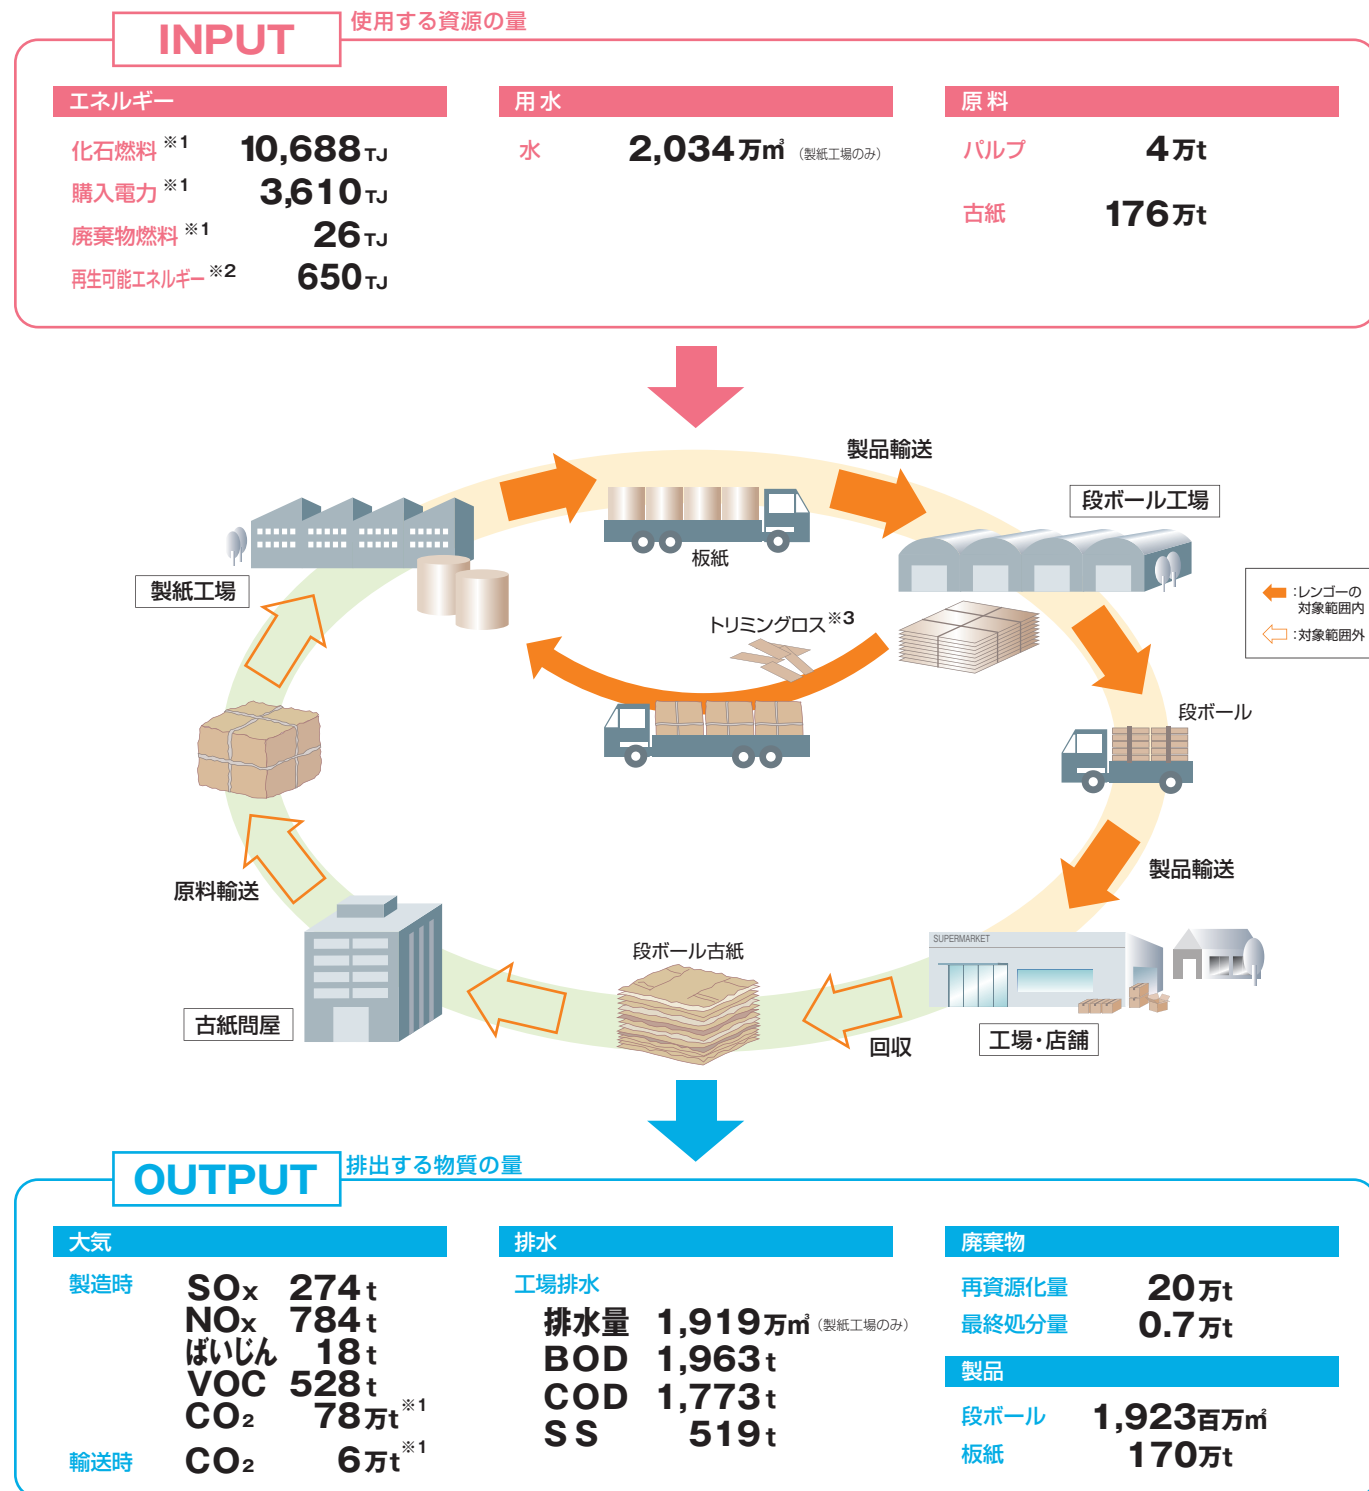 INPUT 使用する資源の量
エネルギー
化石燃料※1 10,688TJ
購入電力※1 3,610TJ
廃棄物燃料※1 26TJ
再生可能エネルギー※2 650TJ
用水
水 2,034万㎥（製紙工場のみ）
原料
パルプ 4万t
古紙 176万t
製品輸送
段ボール工場
板紙
製紙工場
トリミングロス※3
:レンゴーの
対象範囲内
:対象範囲外
段ボール
製品輸送
原料輸送
SUPERMARKET
段ボール古紙
古紙問屋
工場・店舗
回収
OUTPUT 排出する物質の量
大気
製造時 SOx 274t
NOx 784t
ばいじん 18t
VOC 528t
CO2 78万t※1
輸送時 CO2 6万t※1
排水
工場排水
排水量 1,919万㎥（製紙工場のみ）
BOD 1,963t
COD 1,773t
SS 519t
廃棄物
再資源化量 20万t
最終処分量 0.7万t
製品
段ボール 1,923百万㎡
板紙 170万t